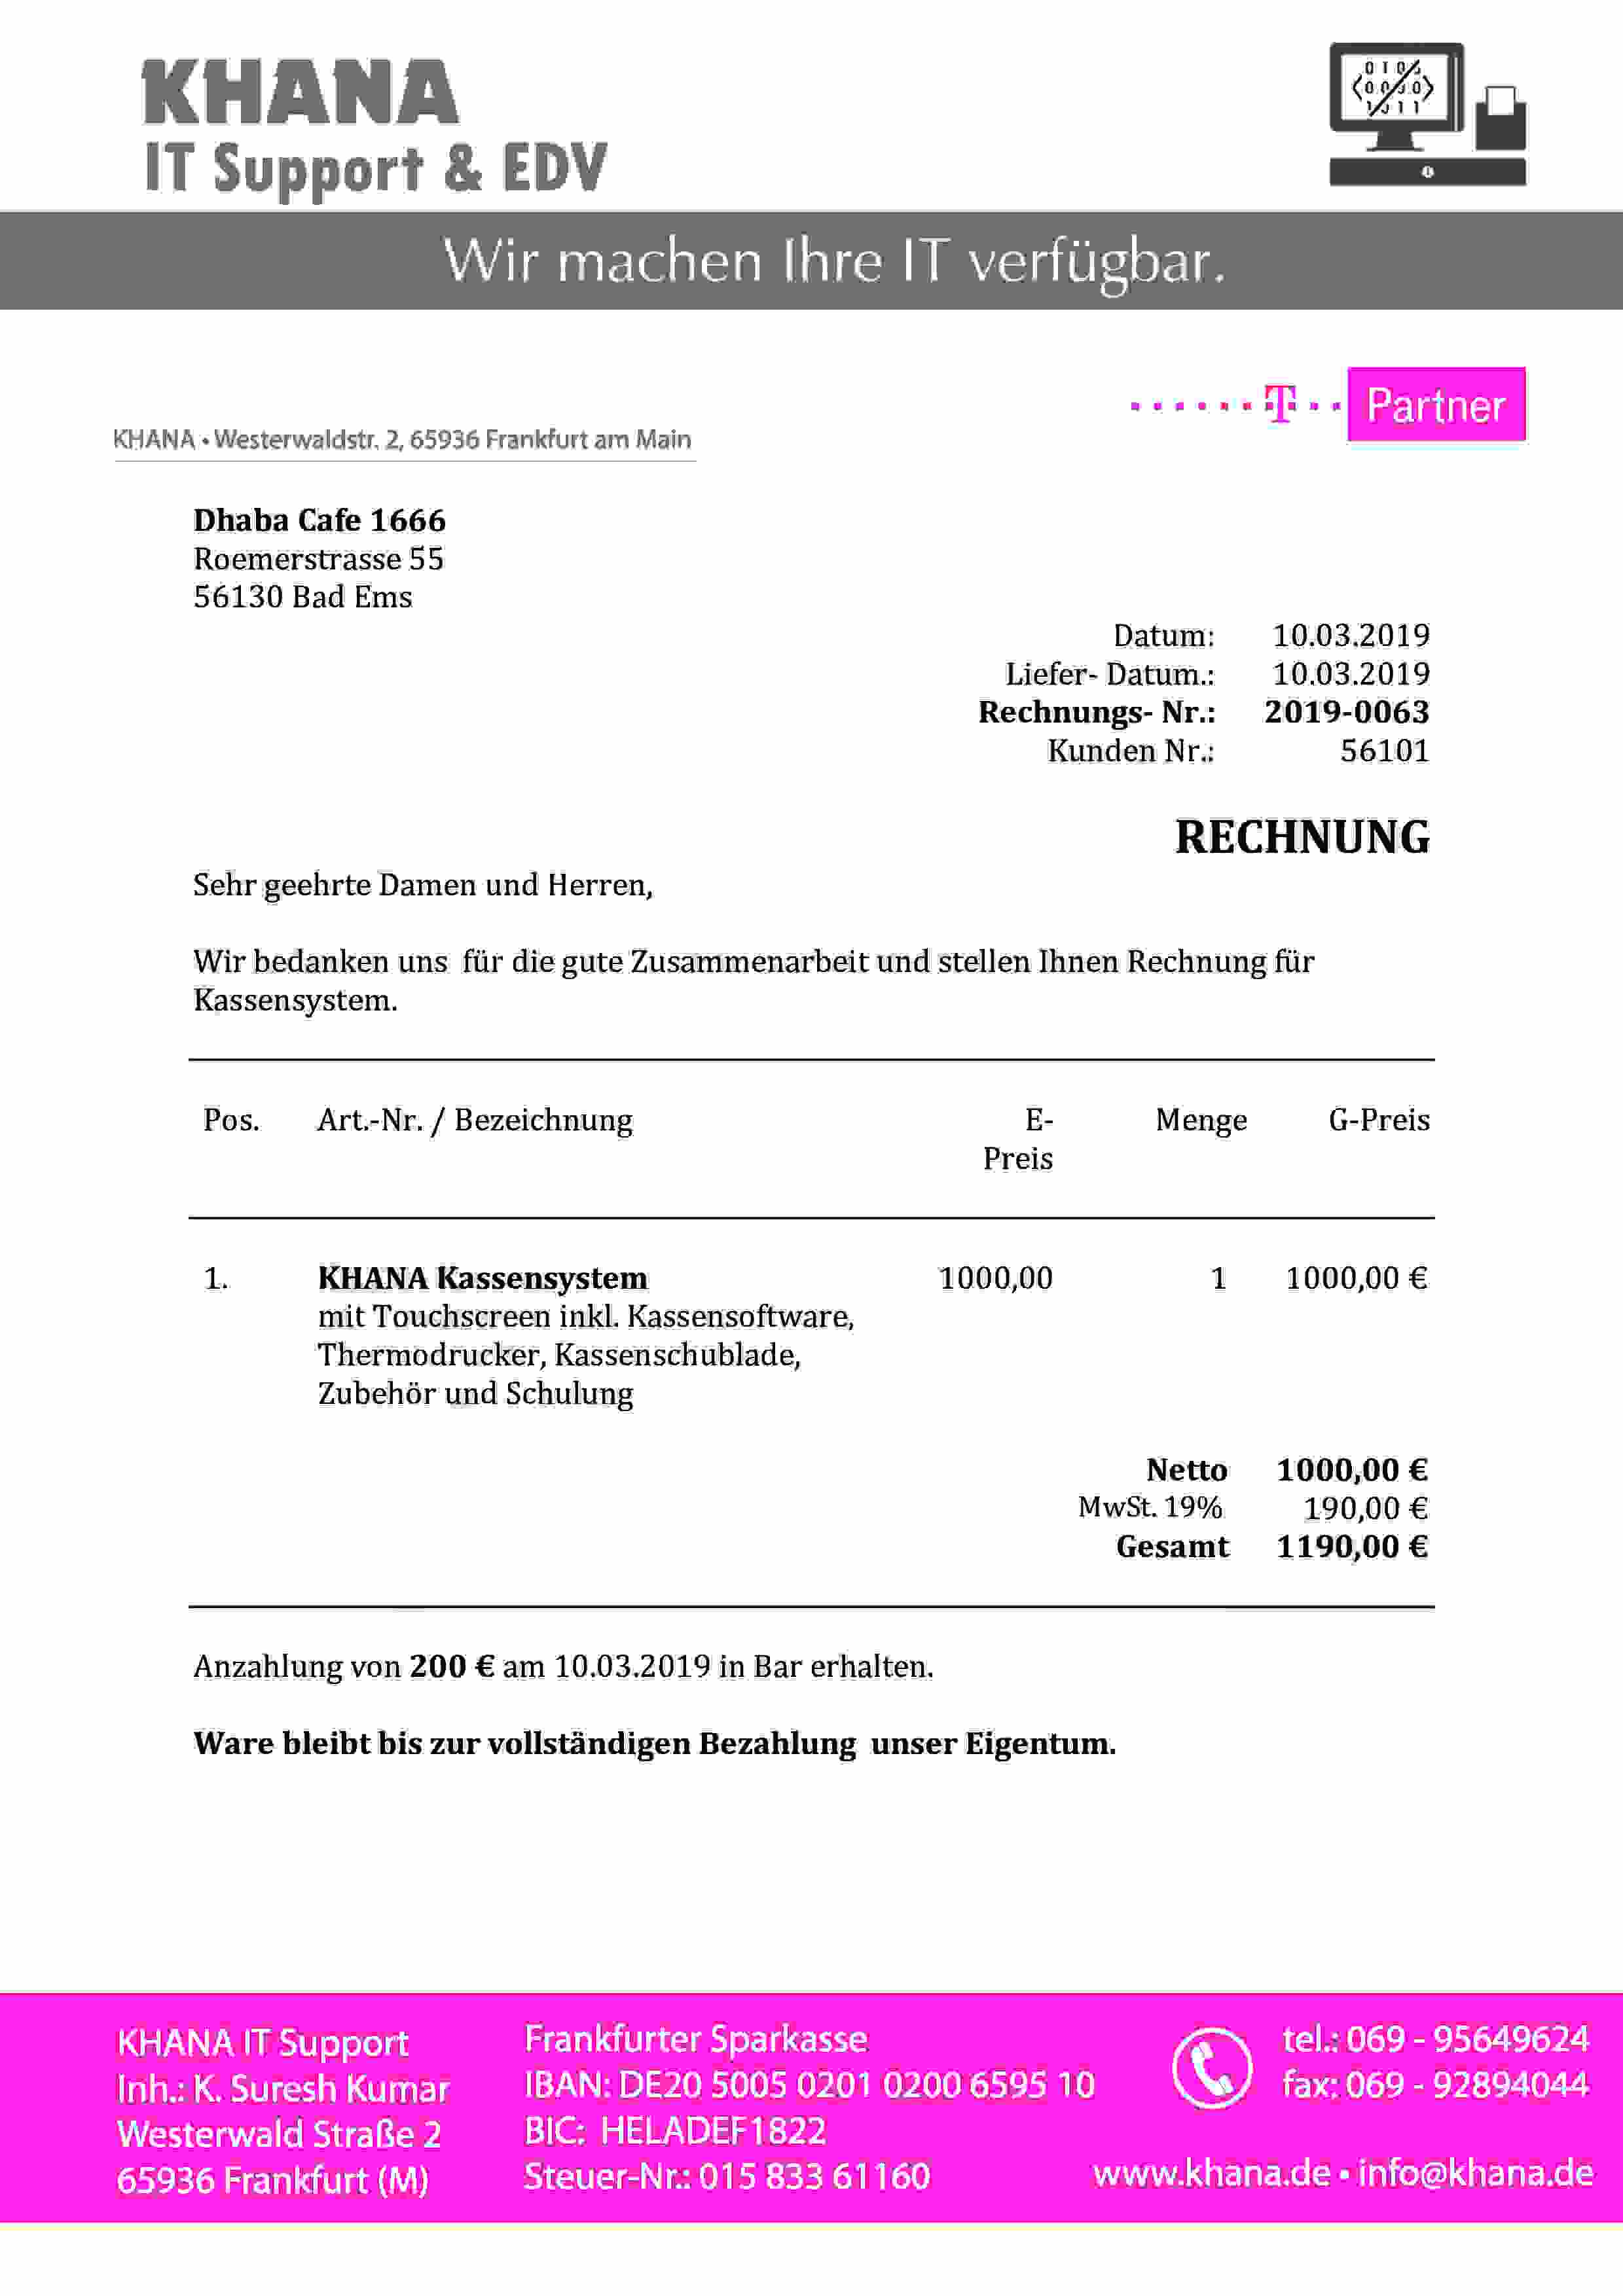 KHANA
IT Support & EDV
Wir machen Ihre IT verfügbar.
T Partner
KHANA • Westerwaldstr. 2, 65936 Frankfurt am Main
Dhaba Cafe 1666
Roemerstrasse 55
56130 Bad Ems
Datum: 10.03.2019
Liefer- Datum.: 10.03.2019
Rechnungs- Nr.: 2019-0063
Kunden Nr.: 56101
RECHNUNG
Sehr geehrte Damen und Herren,
Wir bedanken uns für die gute Zusammenarbeit und stellen Ihnen Rechnung für
Kassensystem.
Pos. Art.-Nr. / Bezeichnung E- Menge G-Preis
Preis
1. KHANA Kassensystem 1000,00 1 1000,00 €
mit Touchscreen inkl. Kassensoftware,
Thermodrucker, Kassenschublade,
Zubehör und Schulung
Netto 1000,00 €
MwSt. 19% 190,00 €
Gesamt 1190,00 €
Anzahlung von 200 € am 10.03.2019 in Bar erhalten.
Ware bleibt bis zur vollständigen Bezahlung unser Eigentum.
KHANA IT Support
Inh.: K. Suresh Kumar
Westerwald Straße 2
65936 Frankfurt (M)
Frankfurter Sparkasse
IBAN: DE20 5005 0201 0200 6595 10
BIC: HELADEF1822
Steuer-Nr.: 015 833 61160
tel.: 069 - 95649624
fax: 069 - 92894044
www.khana.de • info@khana.de